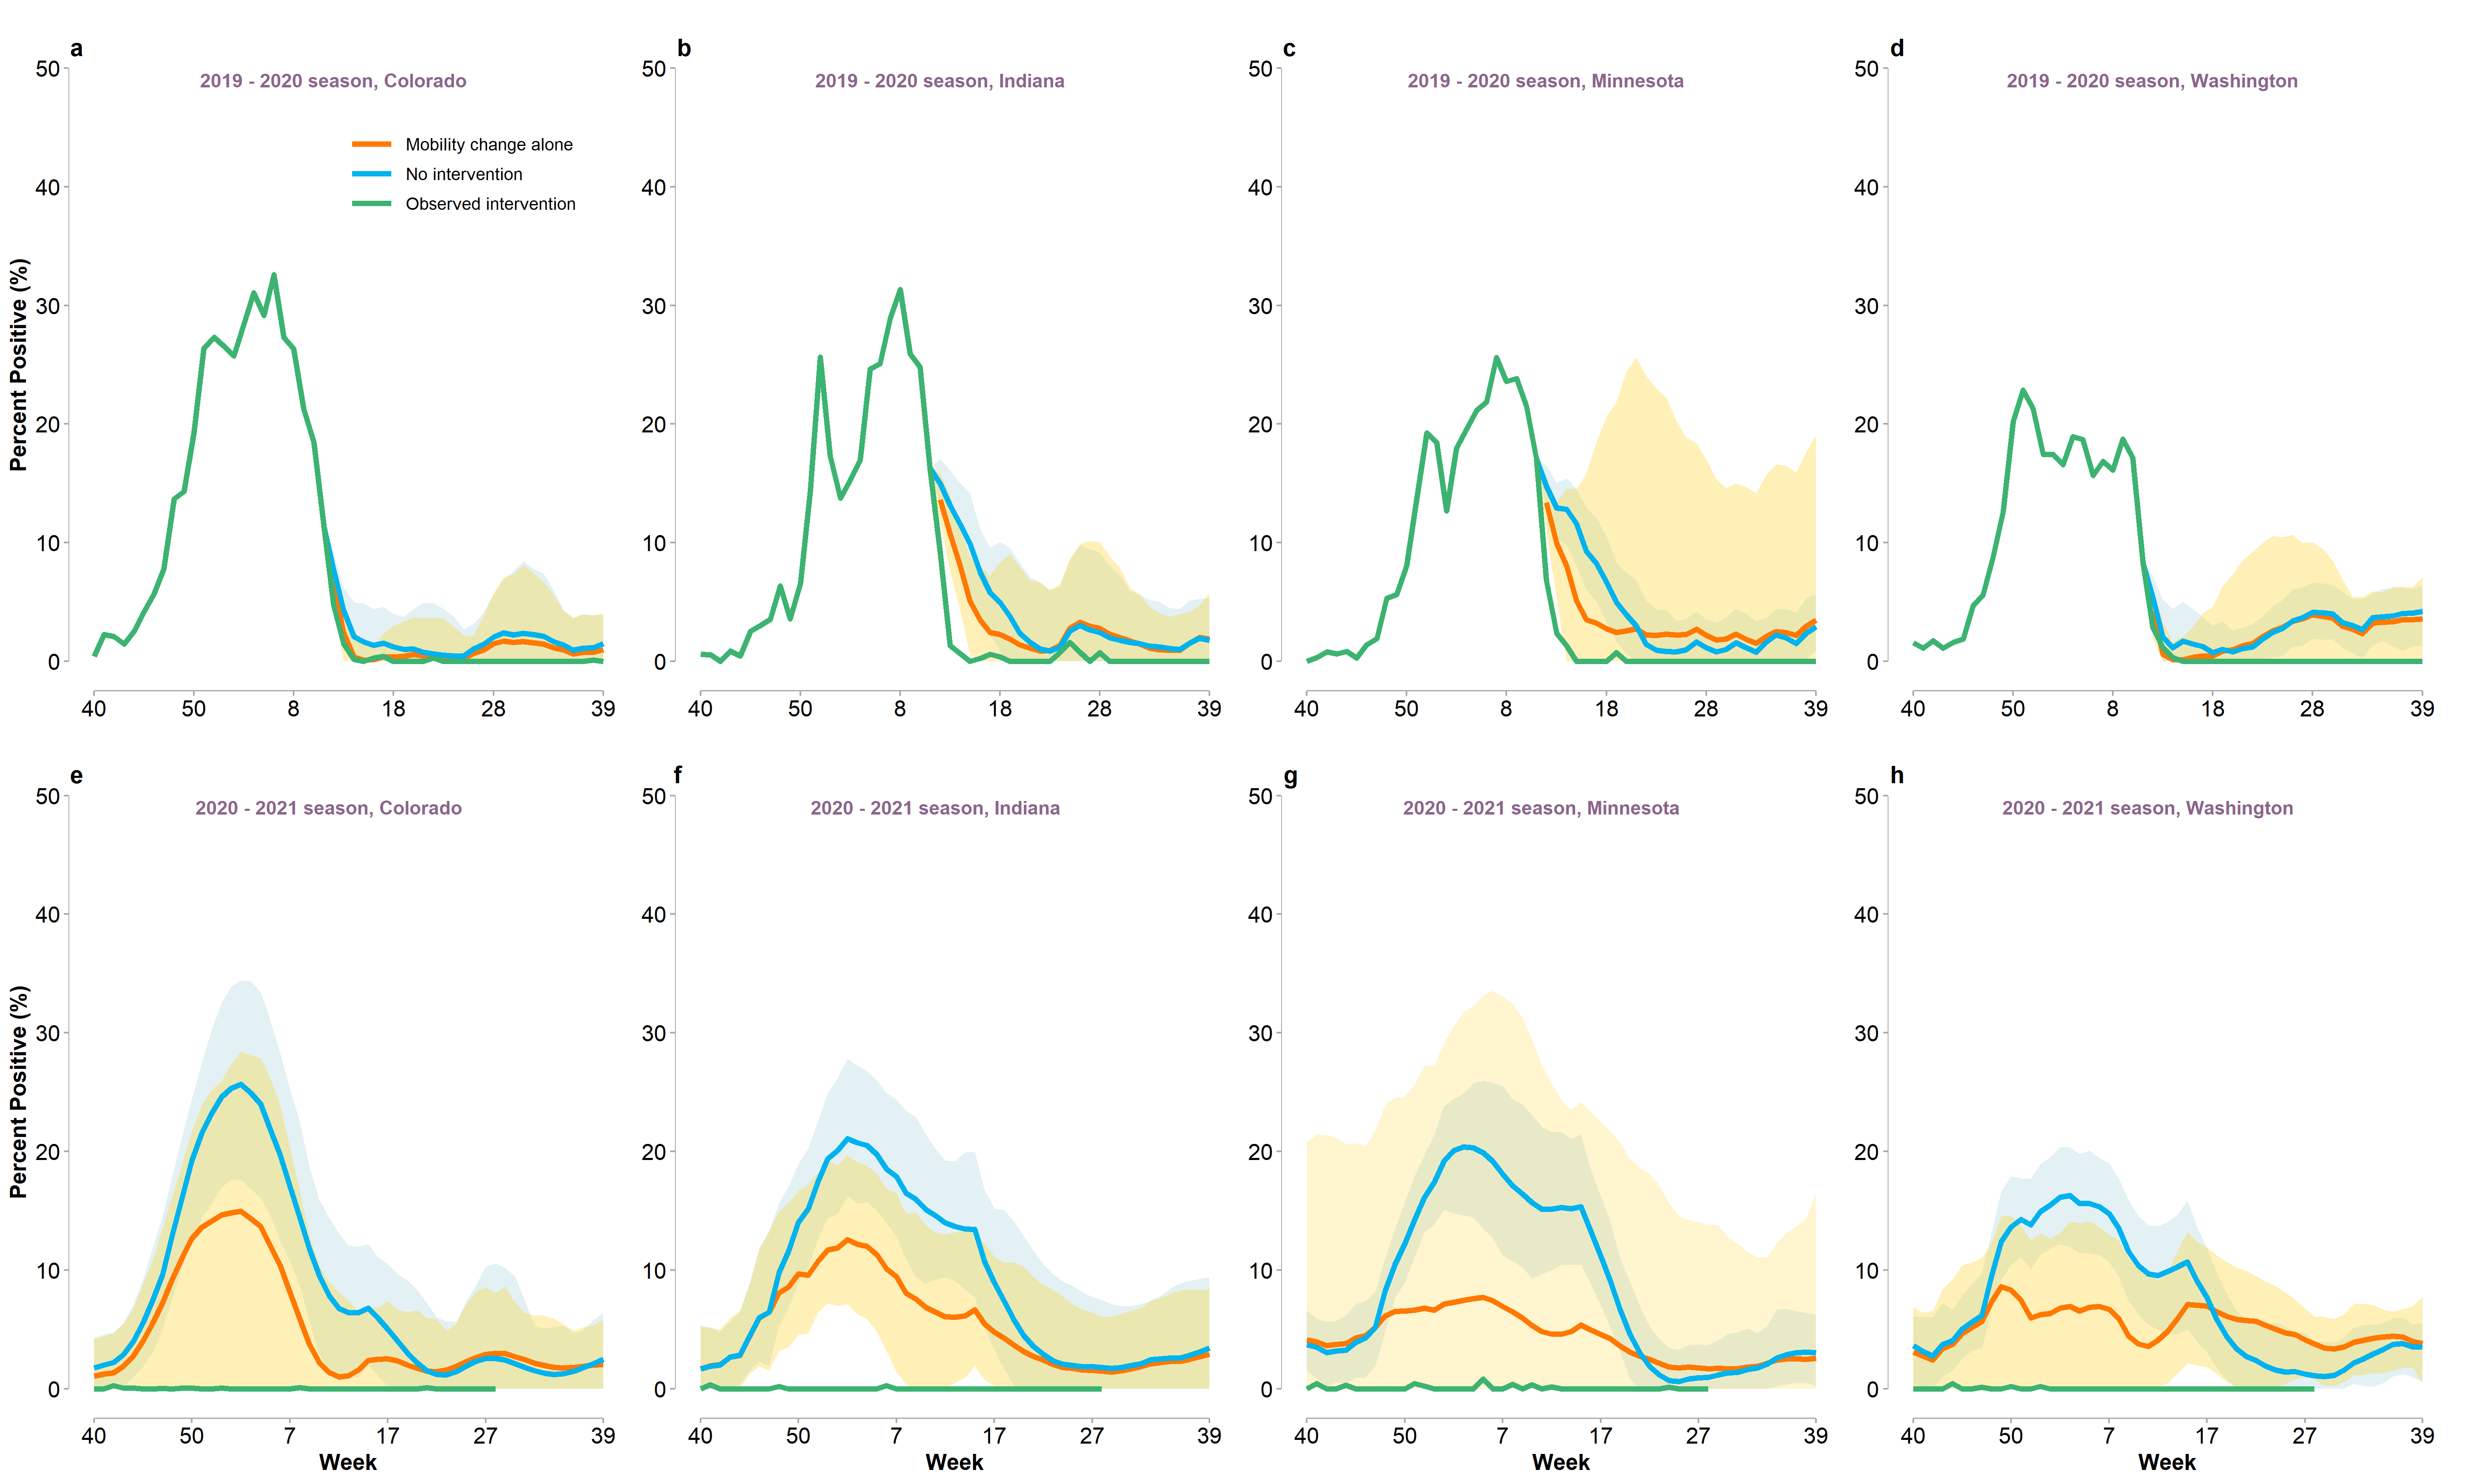 a
2019 - 2020 season, Colorado
Mobility change alone
No intervention
Observed intervention
Percent Positive (%)
50
40
30
20
10
0
40 50 8 18 28 39
b
2019 - 2020 season, Indiana
50
40
30
20
10
0
40 50 8 18 28 39
c
2019 - 2020 season, Minnesota
50
40
30
20
10
0
40 50 8 18 28 39
d
2019 - 2020 season, Washington
50
40
30
20
10
0
40 50 8 18 28 39
e
2020 - 2021 season, Colorado
Percent Positive (%)
50
40
30
20
10
0
40 50 7 17 27 39
Week
f
2020 - 2021 season, Indiana
50
40
30
20
10
0
40 50 7 17 27 39
Week
g
2020 - 2021 season, Minnesota
50
40
30
20
10
0
40 50 7 17 27 39
Week
h
2020 - 2021 season, Washington
50
40
30
20
10
0
40 50 7 17 27 39
Week